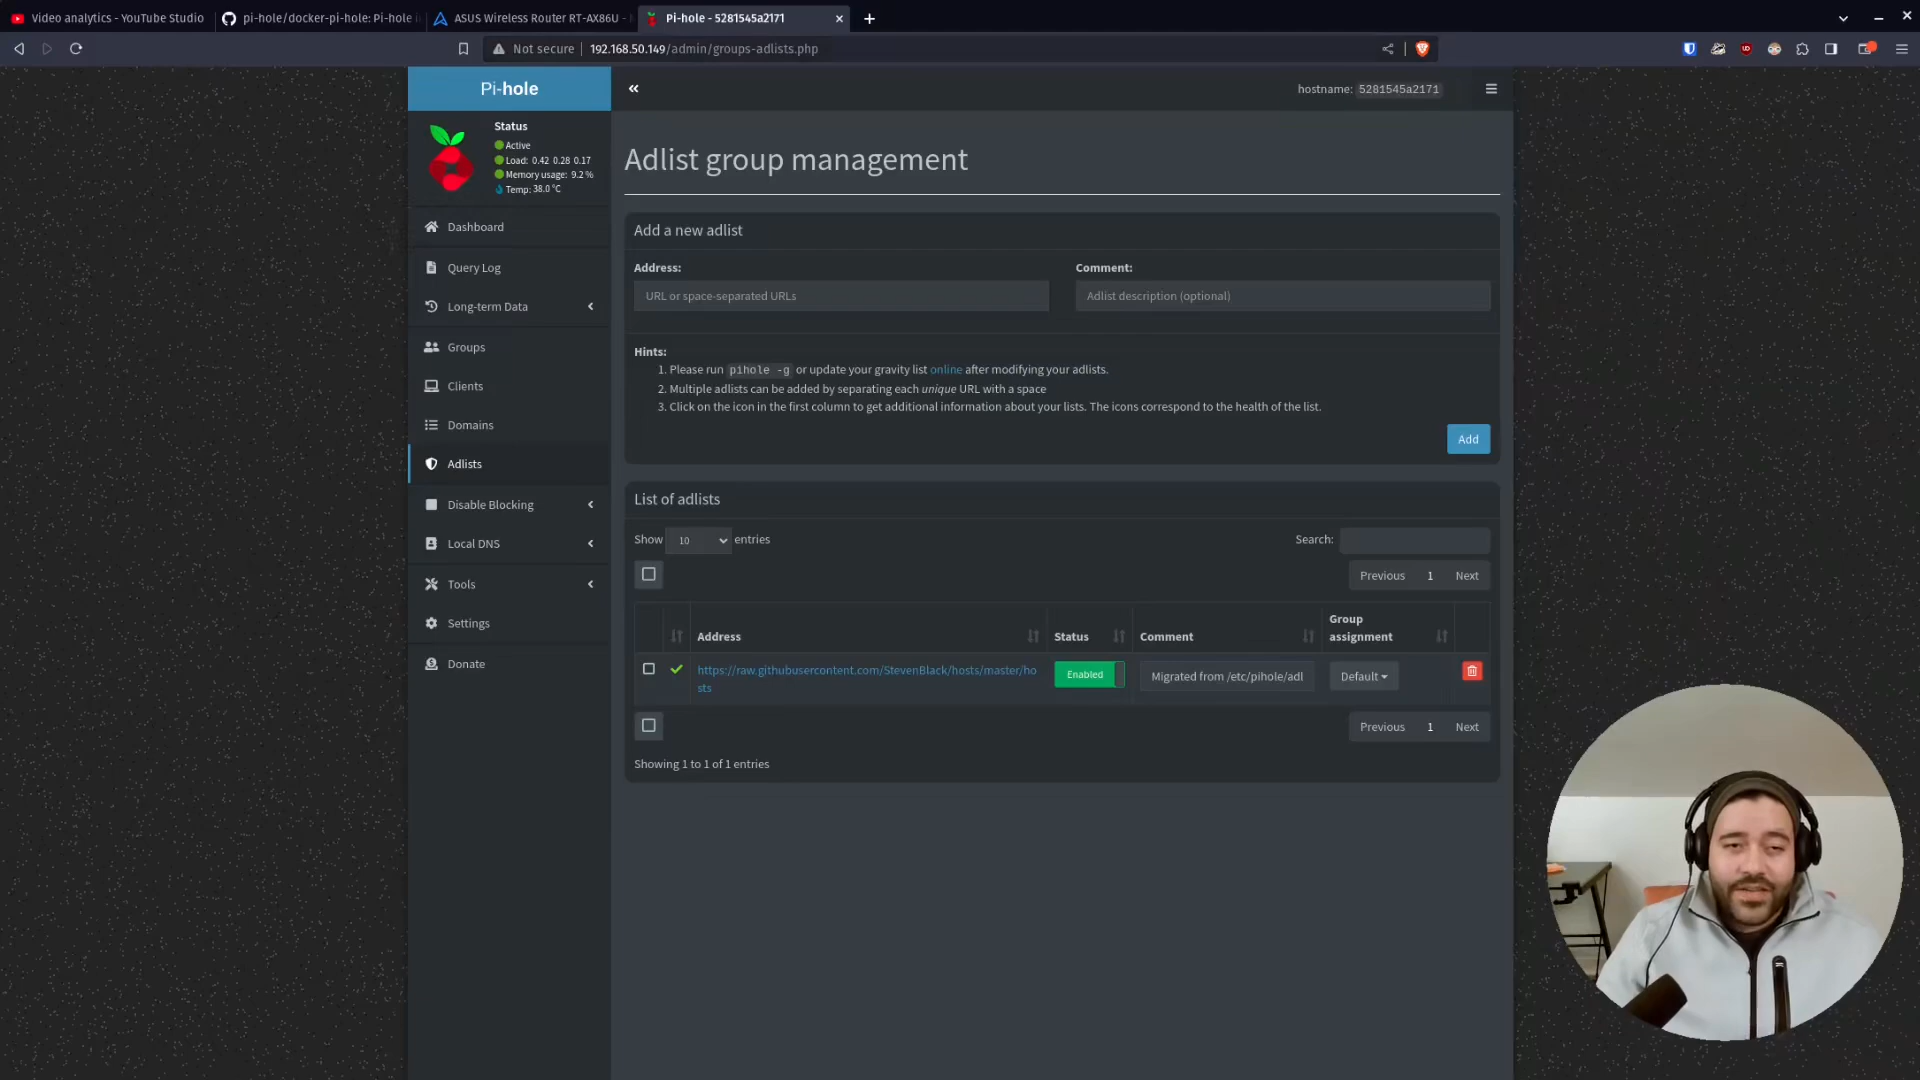 Video analytics - YouTube Studio
pi-hole/docker-pi-hole: Pi-hole i
ASUS Wireless Router RT-AX86U -
Pi-hole - 5281545a2171
Not secure
192.168.50.149/admin/groups-adlists.php
Pi-hole
hostname: 5281545a2171
Status
Active
Load: 0.42 0.28 0.17
Memory usage: 9.2 %
Temp: 38.0 °C
Dashboard
Query Log
Long-term Data
Groups
Clients
Domains
Adlists
Disable Blocking
Local DNS
Tools
Settings
Donate
Adlist group management
Add a new adlist
Address:
Comment:
URL or space-separated URLs
Adlist description (optional)
Hints:
1. Please run pihole -g or update your gravity list online after modifying your adlists.
2. Multiple adlists can be added by separating each unique URL with a space
3. Click on the icon in the first column to get additional information about your lists. The icons correspond to the health of the list.
Add
List of adlists
Show 10 entries
Search:
Previous 1 Next
Address
Status
Comment
Group
assignment
https://raw.githubusercontent.com/StevenBlack/hosts/master/ho
sts
Enabled
Migrated from /etc/pihole/adl
Default
Previous 1 Next
Showing 1 to 1 of 1 entries